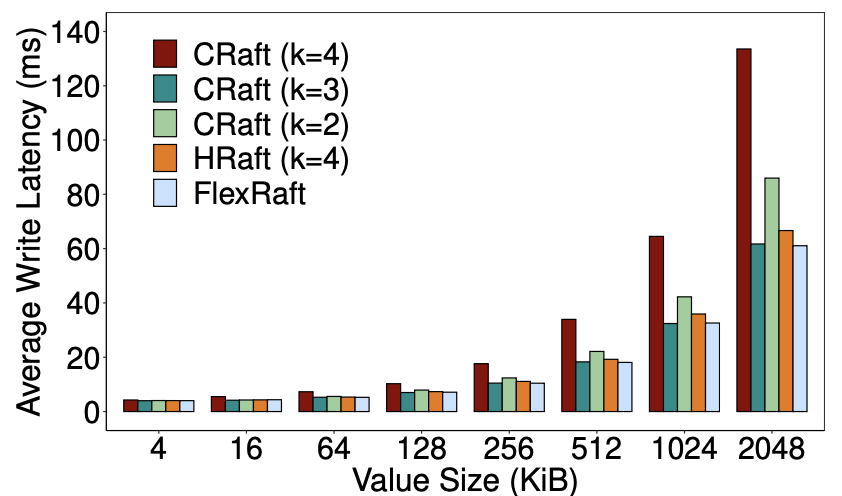 Average Write Latency (ms)
140
120
100
80
60
40
20
0
CRaft (k=4)
CRaft (k=3)
CRaft (k=2)
HRaft (k=4)
FlexRaft
4 16 64 128 256 512 1024 2048
Value Size (KiB)